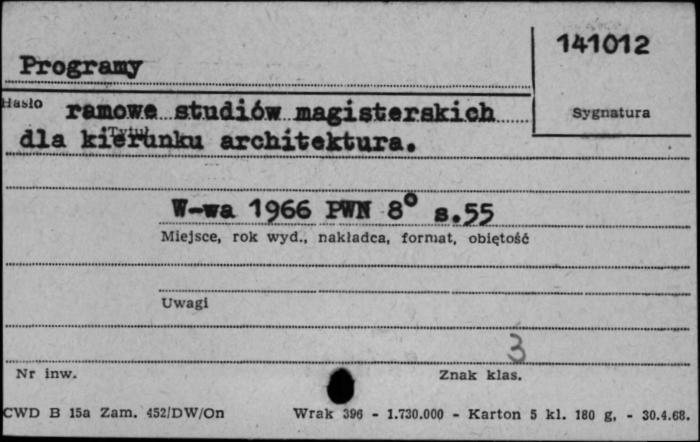 141012
Programy
Hasło ramowe studiów magisterskich
Sygnatura
Tytuł
dla kierunku architektura.
W-wa 1966 PWN 8° s.55
Miejsce, rok wyd., nakładca, format, objętość
Uwagi
3
Nr inw.
Znak klas.
CWD B 15a Zam. 452/DW/On Wrak 396 - 1.730.000 - Karton 5 kl. 180 g, - 30.4.68.